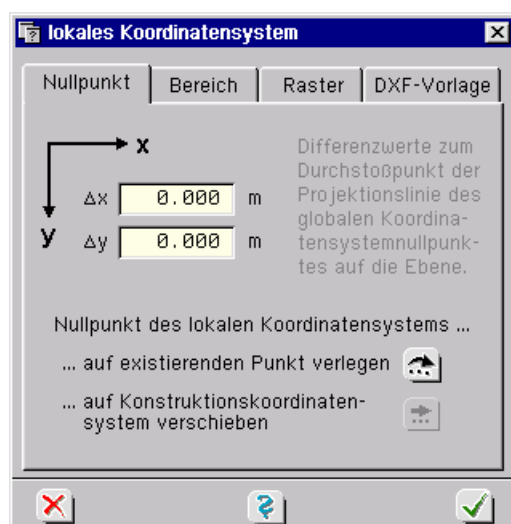 lokales Koordinatensystem
Nullpunkt Bereich Raster DXF-Vorlage
x
y
Δx 0.000 m
Δy 0.000 m
Differenzwerte zum
Durchstoßpunkt der
Projektionslinie des
globalen Koordina-
tensystemnullpunk-
tes auf die Ebene.
Nullpunkt des lokalen Koordinatensystems ...
... auf existierenden Punkt verlegen
... auf Konstruktionskoordinaten-
system verschieben